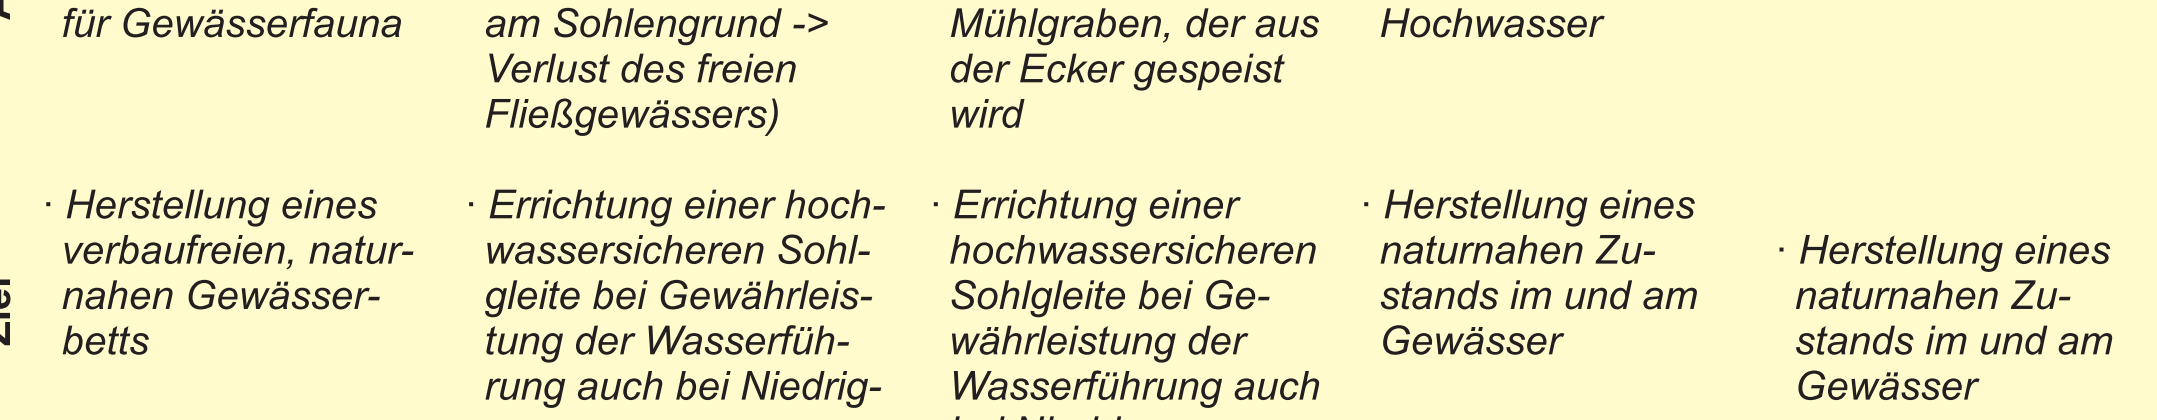 für Gewässerfauna
am Sohlengrund ->
Verlust des freien
Fließgewässers)
Mühlgraben, der aus
der Ecker gespeist
wird
Hochwasser
Ziel
· Herstellung eines
verbaufreien, natur-
nahen Gewässer-
betts
· Errichtung einer hoch-
wassersicheren Sohl-
gleite bei Gewährleis-
tung der Wasserfüh-
rung auch bei Niedrig-
· Errichtung einer
hochwassersicheren
Sohlgleite bei Ge-
währleistung der
Wasserführung auch
· Herstellung eines
naturnahen Zu-
stands im und am
Gewässer
· Herstellung eines
naturnahen Zu-
stands im und am
Gewässer